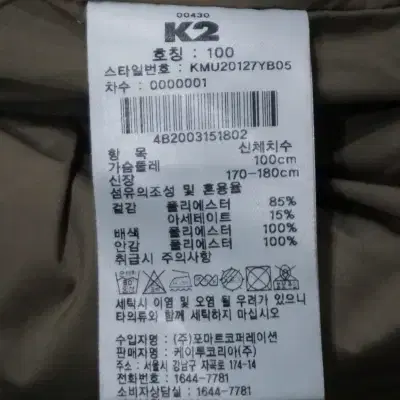 00430
K2
호칭 : 100
스타일번호 : KMU20127YB05
차수 : 0000001
4B2003151802
항 목 신체치수
가슴둘레 100cm
신장 170-180cm
섬유의조성 및 혼용율
겉감 폴리에스터 85%
아세테이트 15%
배색 폴리에스터 100%
안감 폴리에스터 100%
취급시 주의사항
세탁시 이염 및 오염 될 우려가 있으니
타의류와 함께 세탁 하지마십시오
수입자명 : (주)포마트코퍼레이션
판매자명 : 케이투코리아(주)
주소 : 서울시 강남구 자곡로 174-14
전화번호 : 1644-7781
소비자상담실 : 1644-7781